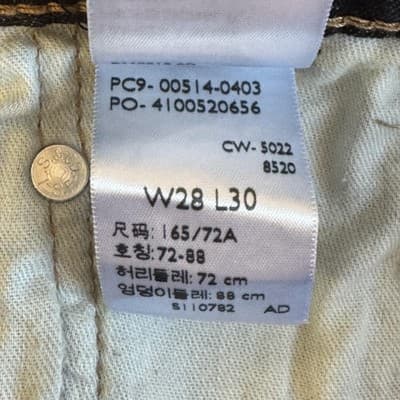 PC9- 00514-0403
PO- 4100520656
CW- 5022
8520
W28 L30
尺码: 165/72A
호칭: 72-88
허리둘레: 72 cm
엉덩이둘레: 88 cm
S110782 AD